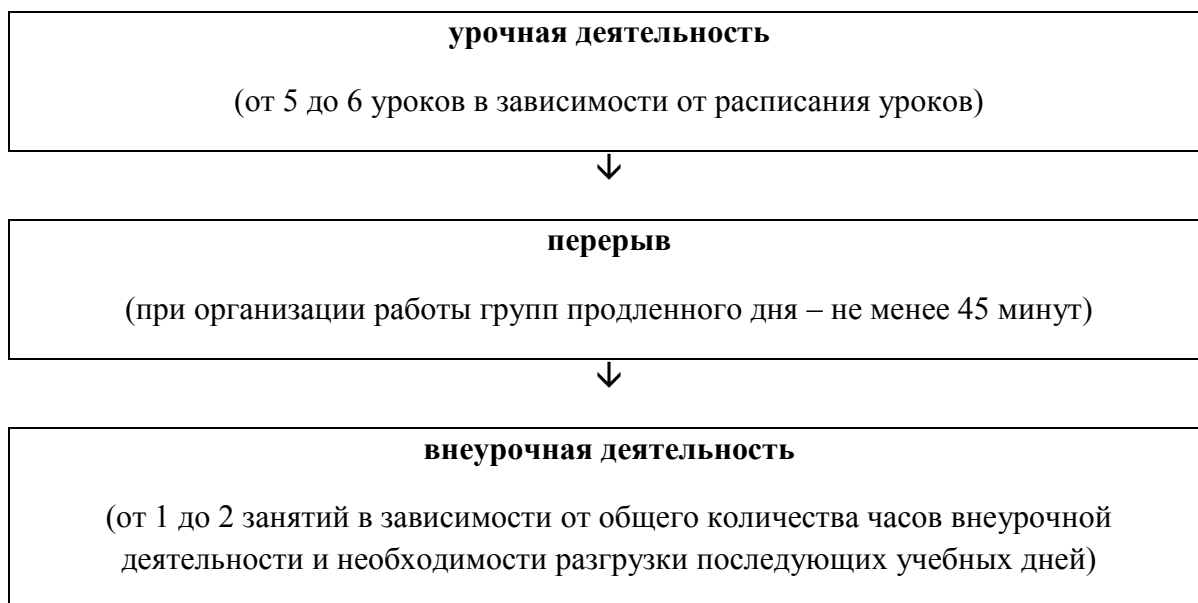 урочная деятельность
(от 5 до 6 уроков в зависимости от расписания уроков)
перерыв
(при организации работы групп продленного дня – не менее 45 минут)
внеурочная деятельность
(от 1 до 2 занятий в зависимости от общего количества часов внеурочной
деятельности и необходимости разгрузки последующих учебных дней)